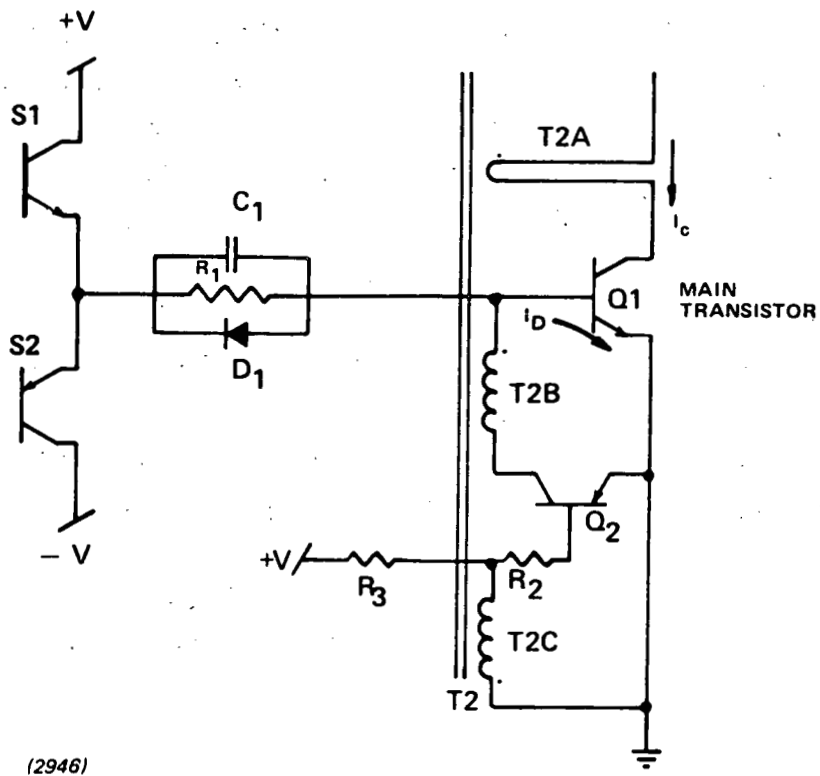 +V
S1
T2A
C1
R1
Ic
Q1
MAIN
TRANSISTOR
ID
S2
D1
T2B
Q2
- V
+V
R3
R2
T2C
T2
(2946)